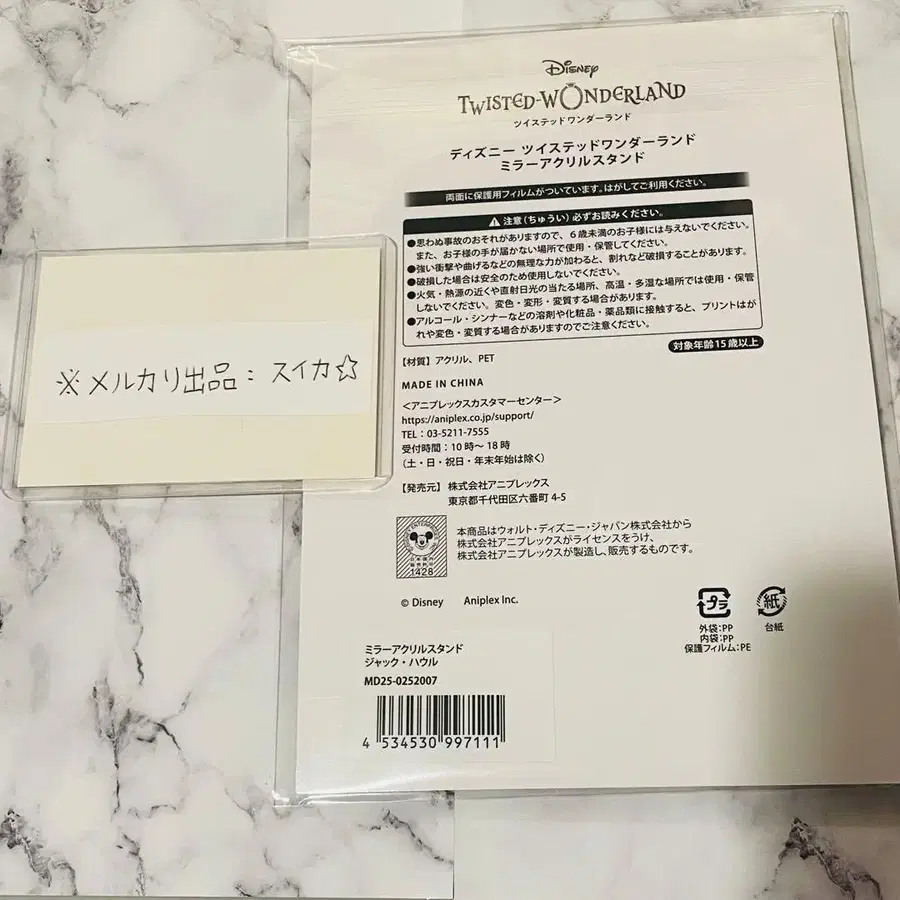 Disney
TWISTED-WONDERLAND
ツイステッドワンダーランド
ディズニー ツイステッドワンダーランド
ミラーアクリルスタンド
両面に保護用フィルムがついています。はがしてご利用ください。
注意(ちゅうい)必ずお読みください。
●思わぬ事故のおそれがありますので、6歳未満のお子様には与えないでください。
また、お子様の手が届かない場所で使用・保管してください。
●強い衝撃や曲げるなどの無理な力が加わると、割れなど破損することがあります。
●破損した場合は安全のため使用しないでください。
●火気・熱源の近くや直射日光の当たる場所、高温・多湿な場所では使用・保管
しないでください。変色・変形・変質する場合があります。
●アルコール・シンナーなどの溶剤や化粧品・薬品類に接触すると、プリントはが
れや変色・変質する場合がありますのでご注意ください。
対象年齢15歳以上
【材質】アクリル、PET
MADE IN CHINA
<アニプレックスカスタマーセンター>
https://aniplex.co.jp/support/
TEL:03-5211-7555
受付時間:10時~18時
(土・日・祝日・年末年始は除く)
【発売元】株式会社アニプレックス
東京都千代田区六番町4-5
1428
本商品はウォルト・ディズニー・ジャパン株式会社から
株式会社アニプレックスがライセンスをうけ、
株式会社アニプレックスが製造し、販売するものです。
© Disney Aniplex Inc.
プラ
外袋:PP
内袋:PP
保護フィルム:PE
紙
台紙
ミラーアクリルスタンド
ジャック・ハウル
MD25-0252007
4 534530 997111
※メルカリ出品:スイカ☆